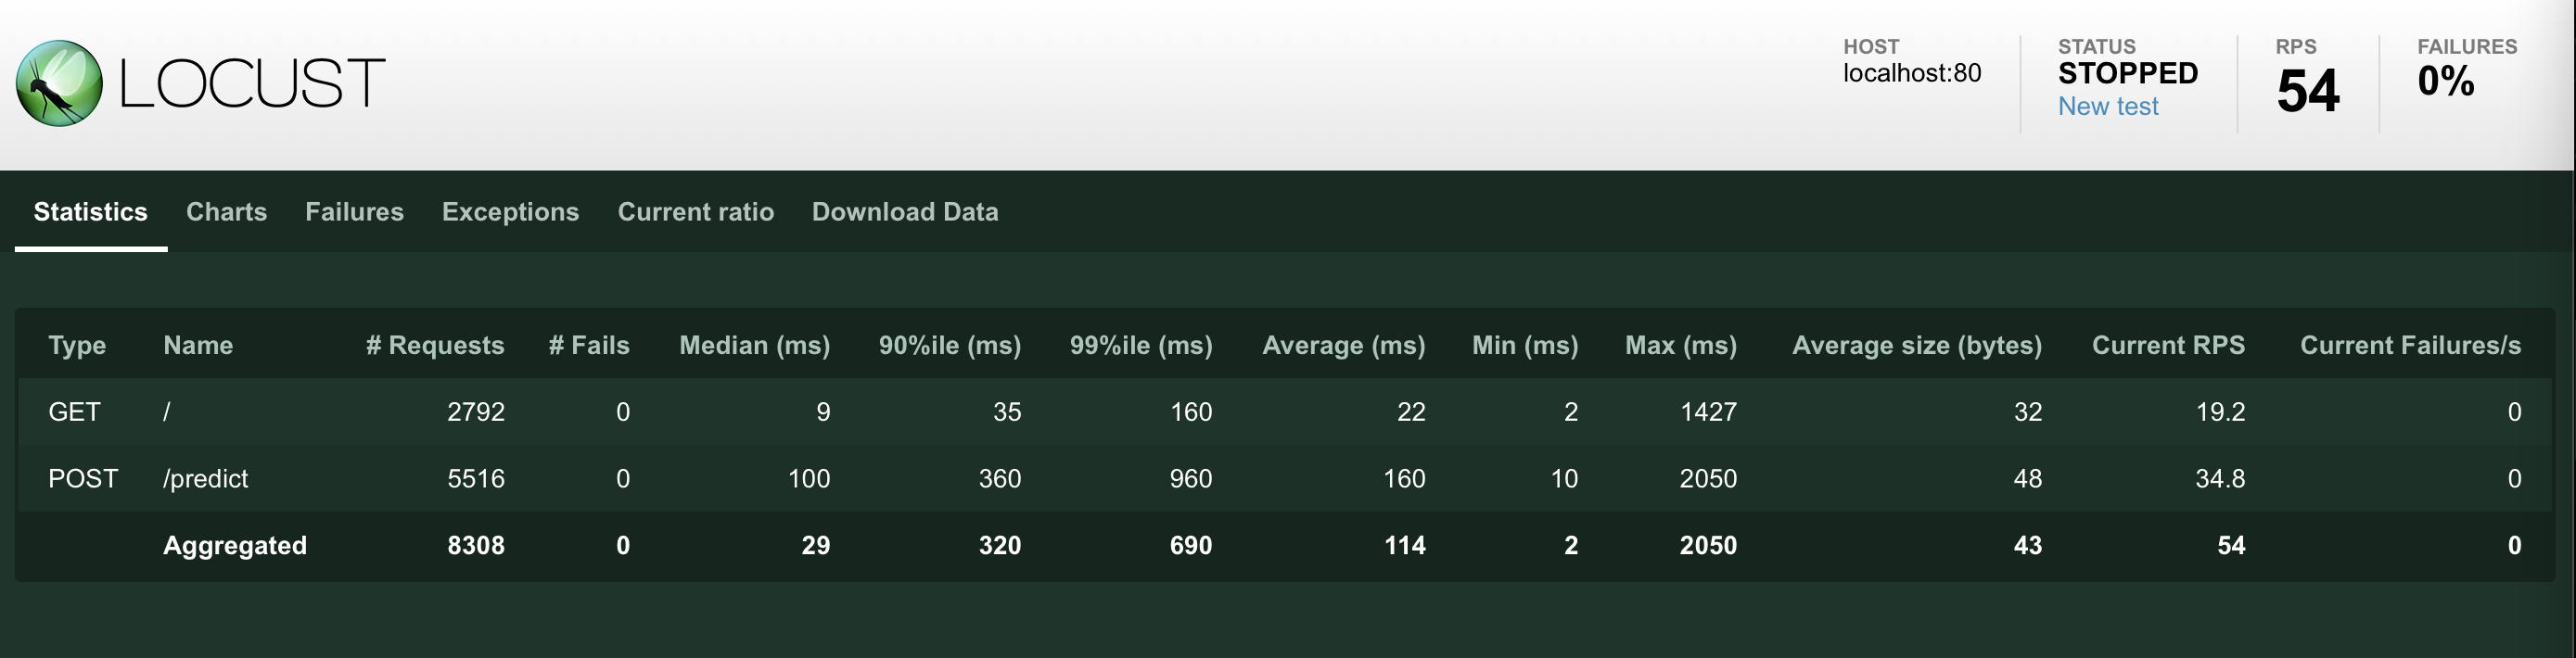 LOCUST
HOST
localhost:80
STATUS
STOPPED
New test
RPS
54
FAILURES
0%
Statistics Charts Failures Exceptions Current ratio Download Data
Type Name # Requests # Fails Median (ms) 90%ile (ms) 99%ile (ms) Average (ms) Min (ms) Max (ms) Average size (bytes) Current RPS Current Failures/s
GET / 2792 0 9 35 160 22 2 1427 32 19.2 0
POST /predict 5516 0 100 360 960 160 10 2050 48 34.8 0
Aggregated 8308 0 29 320 690 114 2 2050 43 54 0